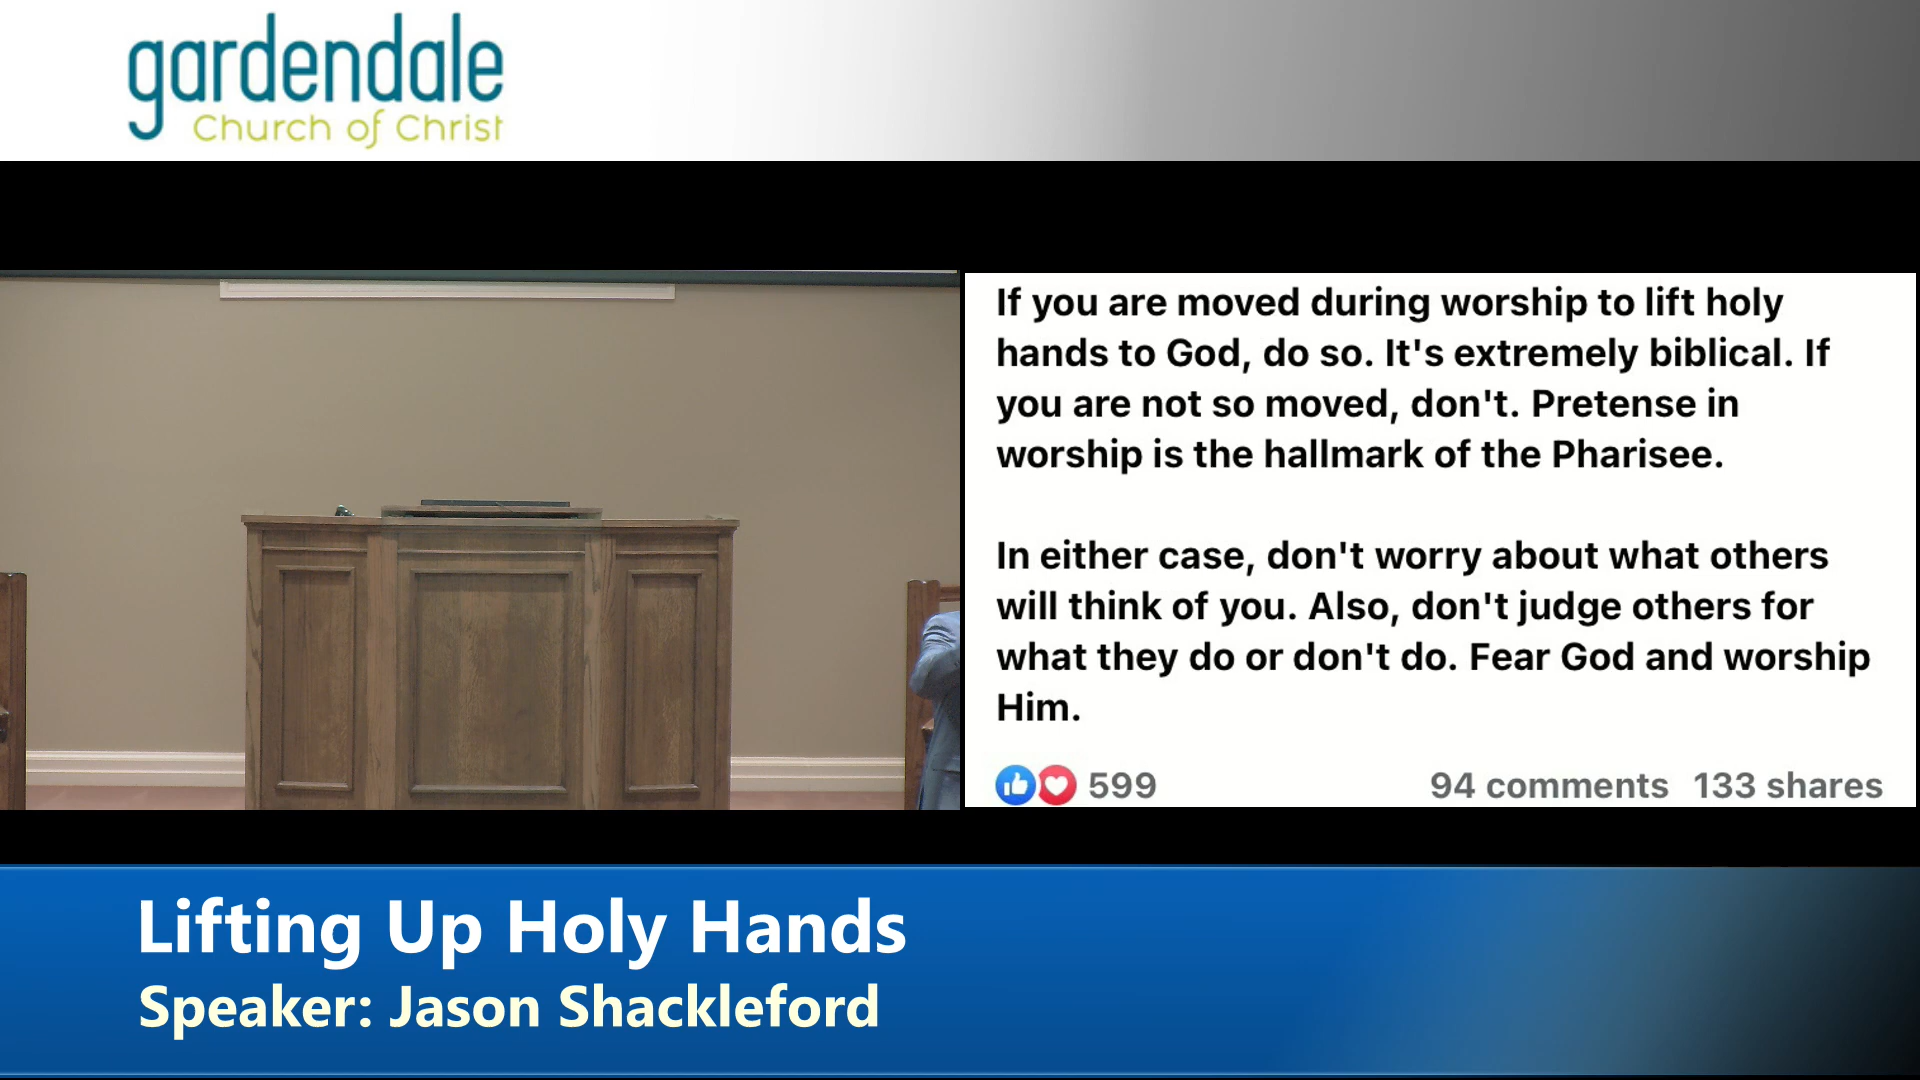 gardendale
Church of Christ
If you are moved during worship to lift holy
hands to God, do so. It's extremely biblical. If
you are not so moved, don't. Pretense in
worship is the hallmark of the Pharisee.
In either case, don't worry about what others
will think of you. Also, don't judge others for
what they do or don't do. Fear God and worship
Him.
599
94 comments 133 shares
Lifting Up Holy Hands
Speaker: Jason Shackleford